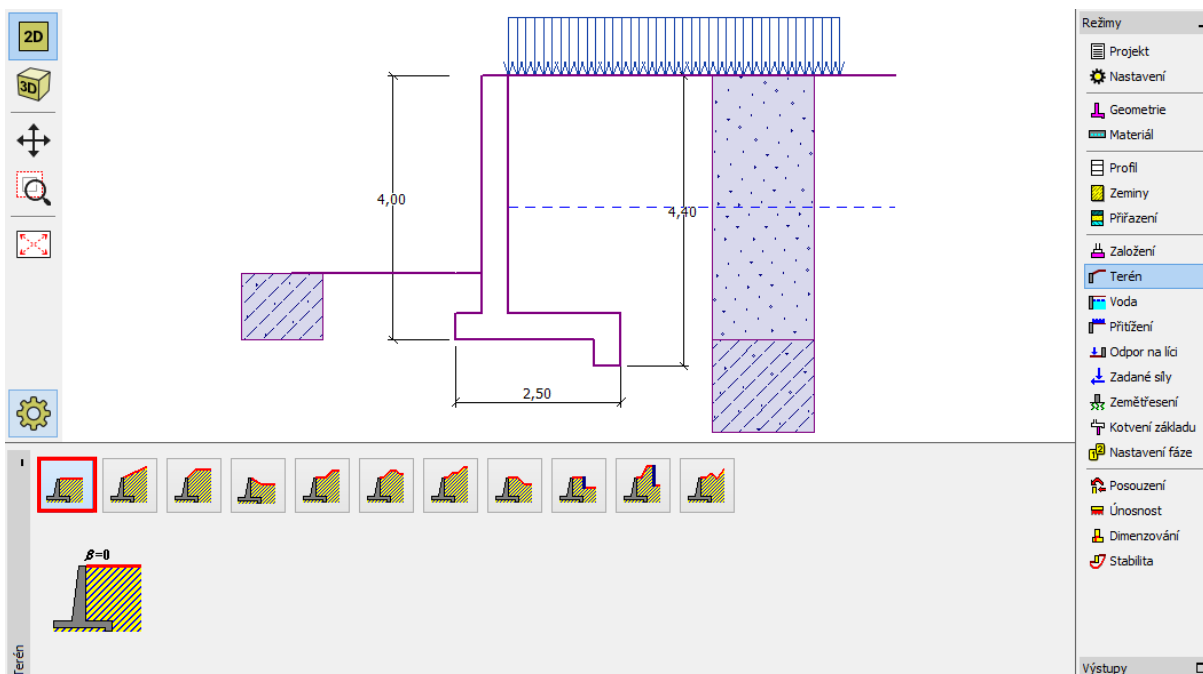 2D
3D
4,00
4,40
2,50
β=0
Terén
Režimy
Projekt
Nastavení
Geometrie
Materiál
Profil
Zeminy
Přiřazení
Založení
Terén
Voda
Přitížení
Odpor na líci
Zadané síly
Zemětřesení
Kotvení základu
Nastavení fáze
Posouzení
Únosnost
Dimenzování
Stabilita
Výstupy